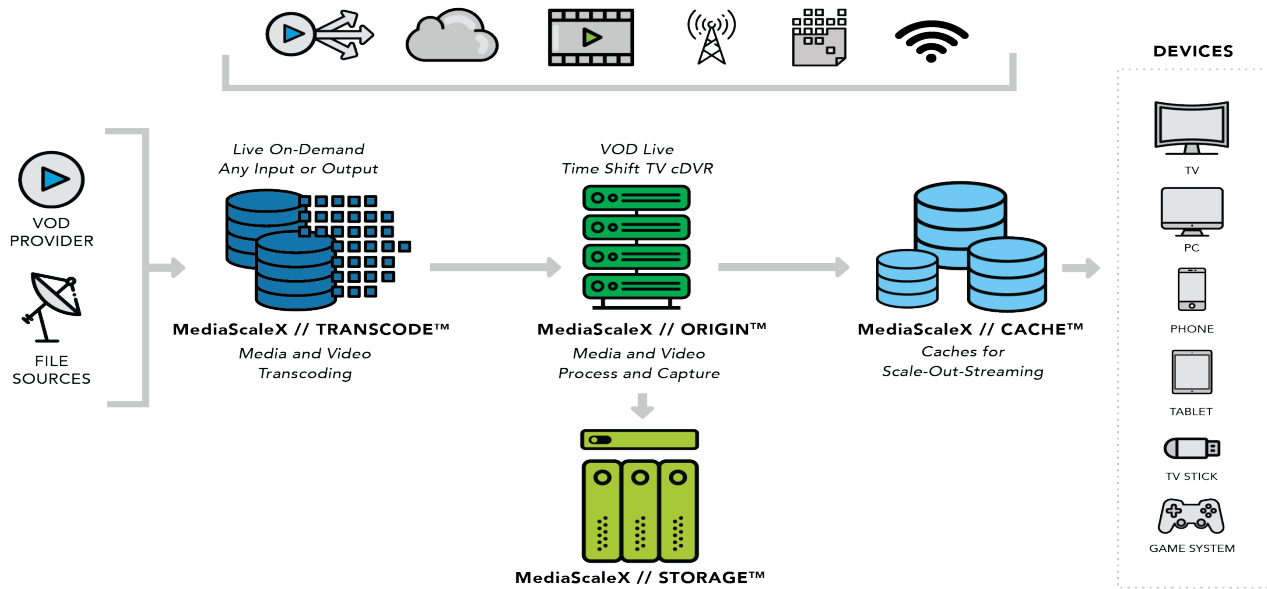 DEVICES
VOD
PROVIDER
FILE
SOURCES
Live On-Demand
Any Input or Output
MediaScaleX // TRANSCODE™
Media and Video
Transcoding
VOD Live
Time Shift TV cDVR
MediaScaleX // ORIGIN™
Media and Video
Process and Capture
MediaScaleX // STORAGE™
MediaScaleX // CACHE™
Caches for
Scale-Out-Streaming
TV
PC
PHONE
TABLET
TV STICK
GAME SYSTEM